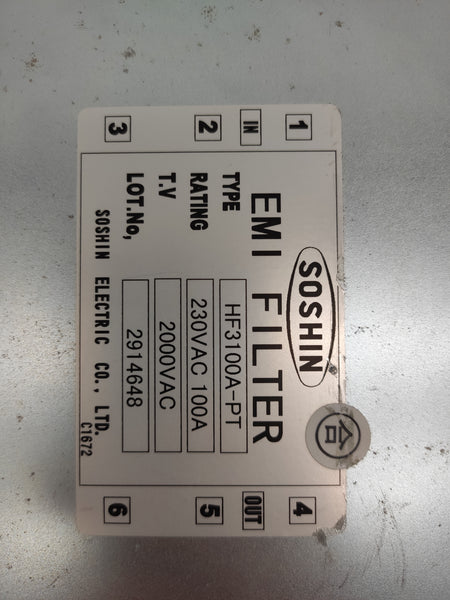 1 4
SOSHIN
IN EMI FILTER OUT
合
TYPE HF3100A-PT
2 RATING 230VAC 100A 5
T.V 2000VAC
LOT.No, 2914648
3 SOSHIN ELECTRIC CO., LTD. 6
C1672